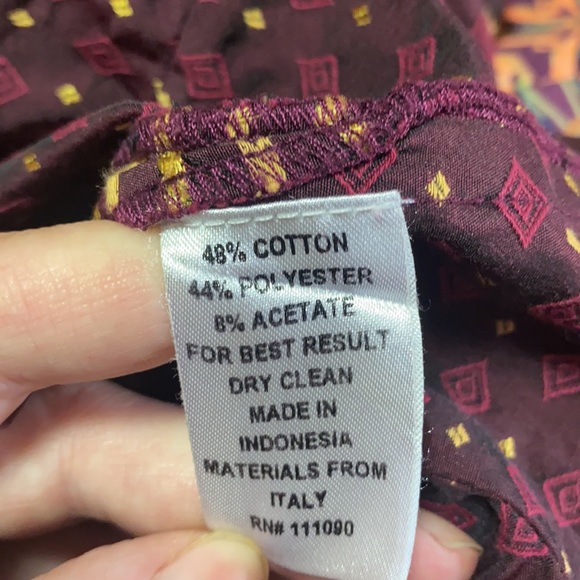 48% COTTON
44% POLYESTER
8% ACETATE
FOR BEST RESULT
DRY CLEAN
MADE IN
INDONESIA
MATERIALS FROM
ITALY
RN# 111090